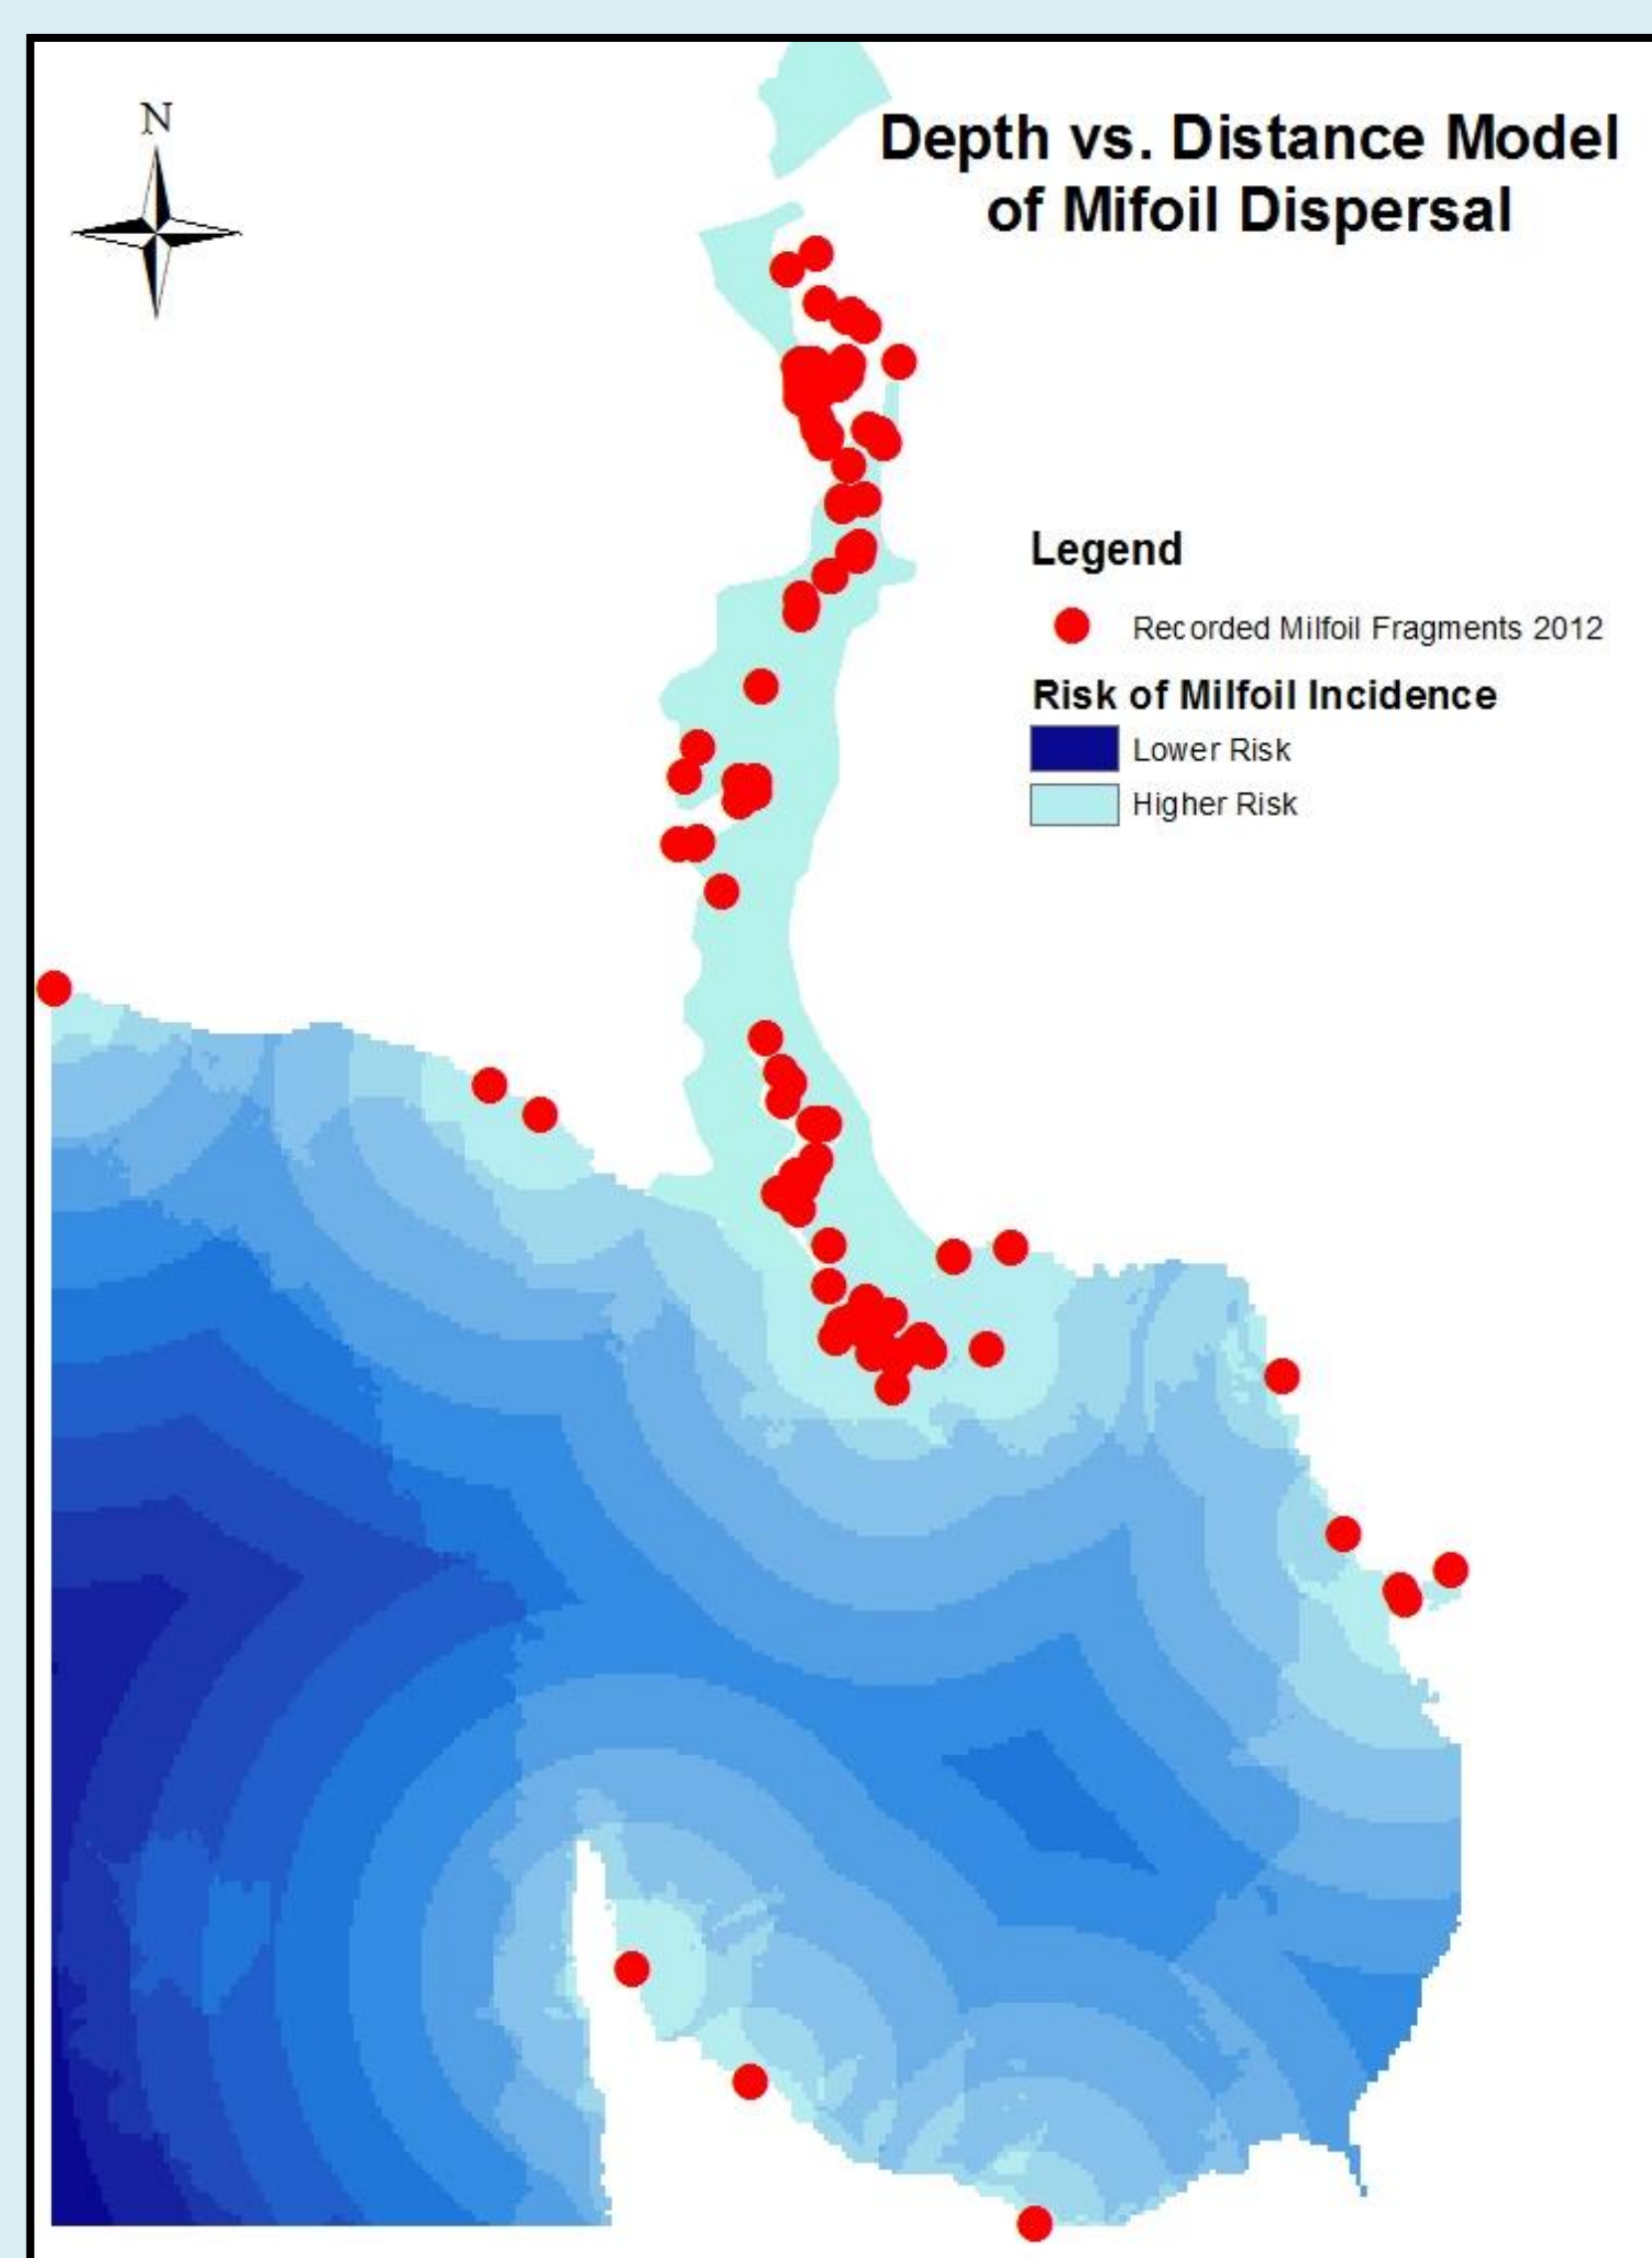 N
Depth vs. Distance Model
of Mifoil Dispersal
Legend
Recorded Milfoil Fragments 2012
Risk of Milfoil Incidence
Lower Risk
Higher Risk